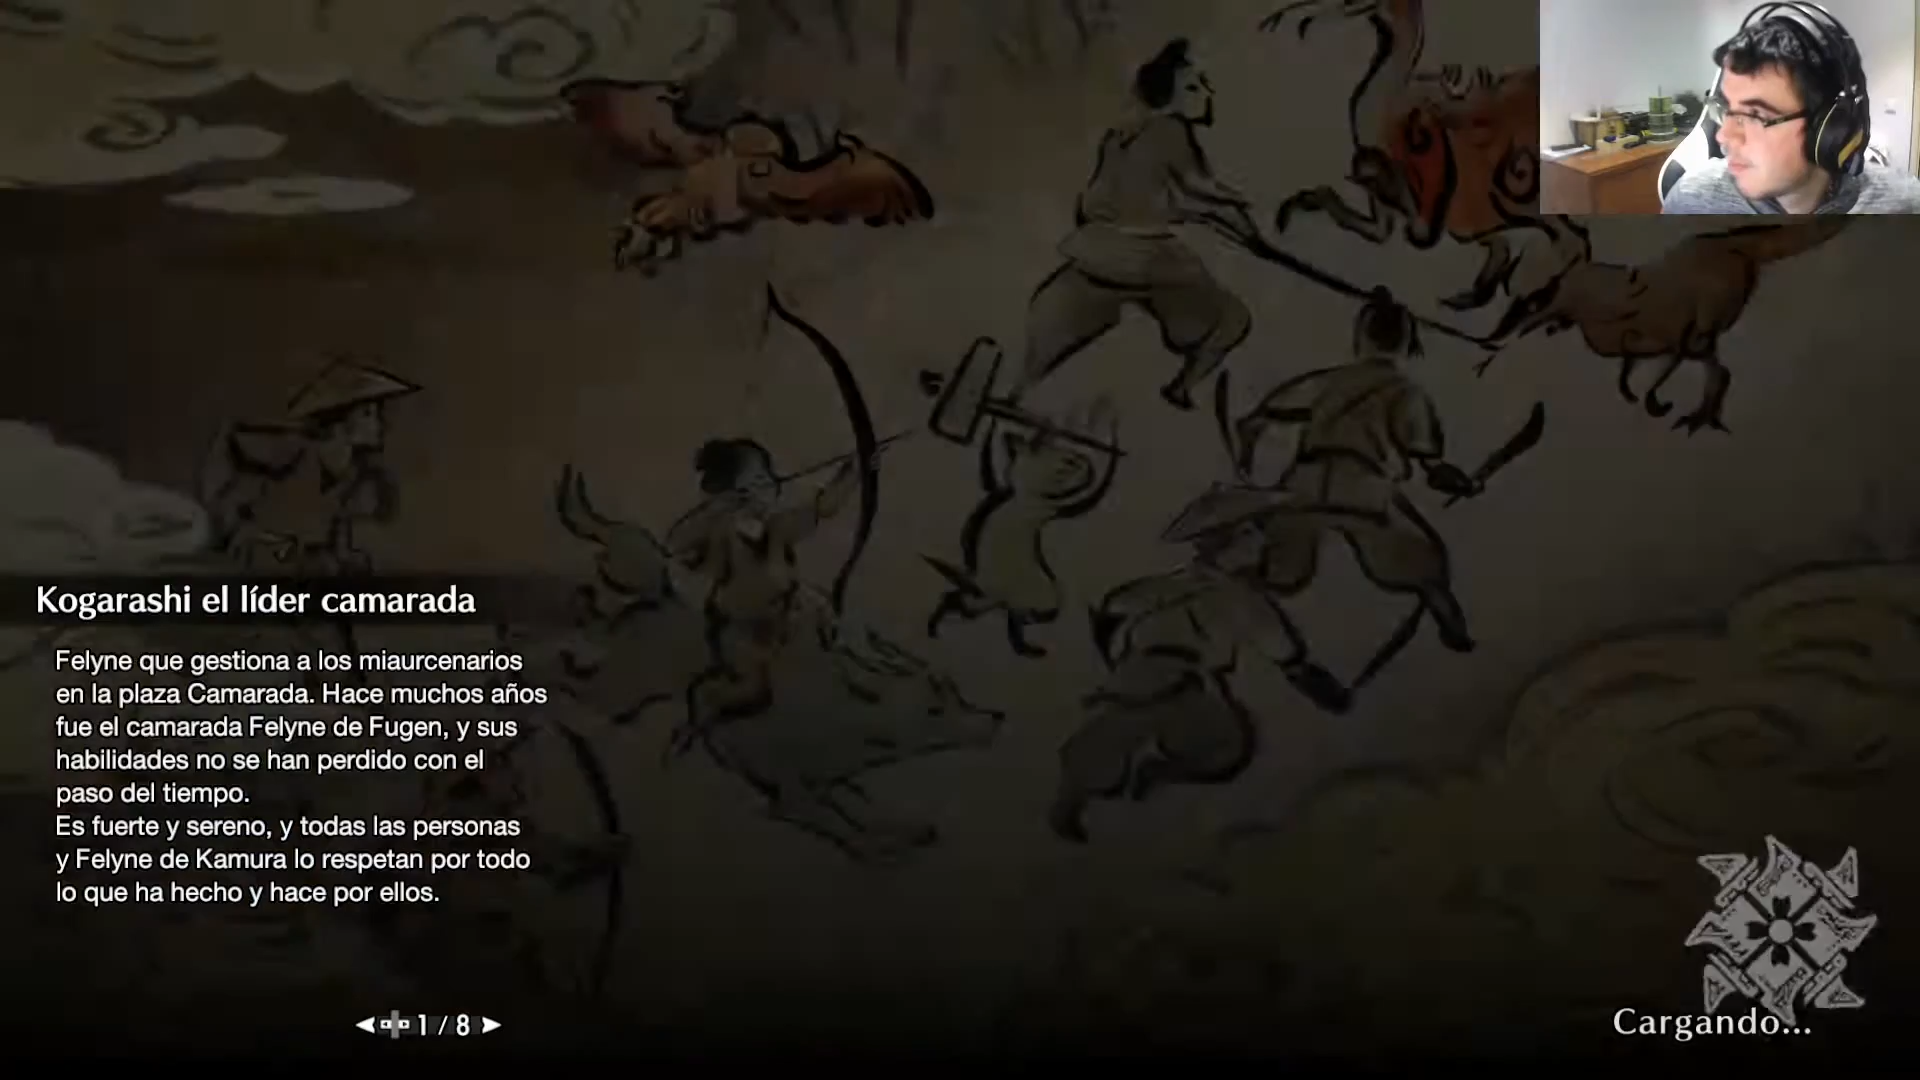 Kogarashi el líder camarada
Felyne que gestiona a los miaurcenarios
en la plaza Camarada. Hace muchos años
fue el camarada Felyne de Fugen, y sus
habilidades no se han perdido con el
paso del tiempo.
Es fuerte y sereno, y todas las personas
y Felyne de Kamura lo respetan por todo
lo que ha hecho y hace por ellos.
1 / 8
Cargando...